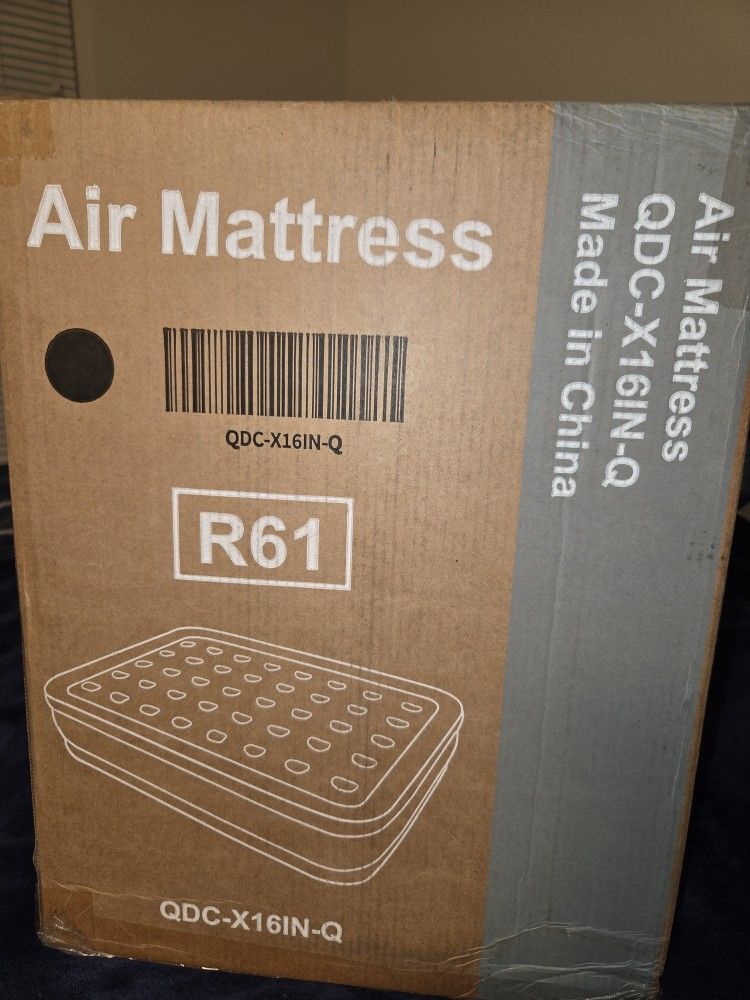 Air Mattress
QDC-X16IN-Q
R61
QDC-X16IN-Q
Air Mattress
QDC-X16IN-Q
Made in China